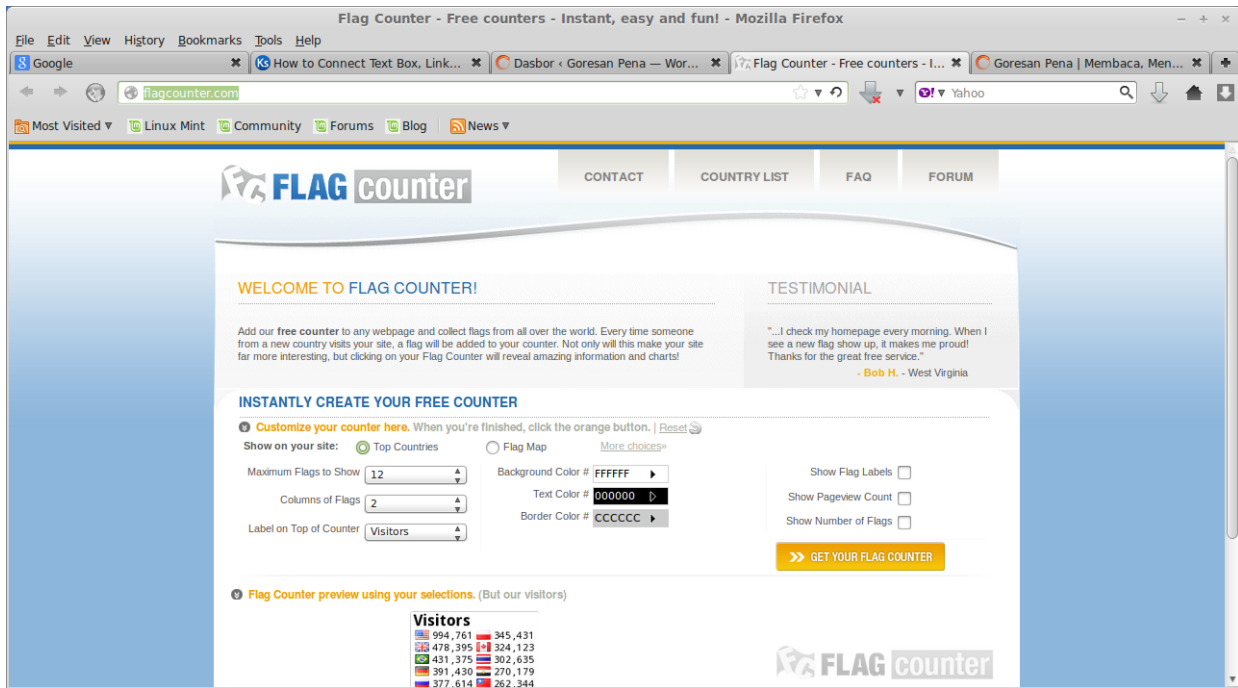 Flag Counter - Free counters - Instant, easy and fun! - Mozilla Firefox
File Edit View History Bookmarks Tools Help
Google
How to Connect Text Box, Link...
Dasbor ‹ Goresan Pena — Wor...
Flag Counter - Free counters - I...
Goresan Pena | Membaca, Men...
flagcounter.com
Yahoo
Most Visited
Linux Mint
Community
Forums
Blog
News
FLAG counter
CONTACT
COUNTRY LIST
FAQ
FORUM
WELCOME TO FLAG COUNTER!
Add our free counter to any webpage and collect flags from all over the world. Every time someone
from a new country visits your site, a flag will be added to your counter. Not only will this make your site
far more interesting, but clicking on your Flag Counter will reveal amazing information and charts!
TESTIMONIAL
"...I check my homepage every morning. When I
see a new flag show up, it makes me proud!
Thanks for the great free service."
- Bob H. - West Virginia
INSTANTLY CREATE YOUR FREE COUNTER
Customize your counter here. When you're finished, click the orange button. | Reset
Show on your site: Top Countries Flag Map More choices»
Maximum Flags to Show 12
Columns of Flags 2
Label on Top of Counter Visitors
Background Color # FFFFFF
Text Color # 000000
Border Color # CCCCCC
Show Flag Labels
Show Pageview Count
Show Number of Flags
GET YOUR FLAG COUNTER
Flag Counter preview using your selections. (But our visitors)
Visitors
994,761 345,431
478,395 324,123
431,375 302,635
391,430 270,179
377,614 262,344
FLAG counter